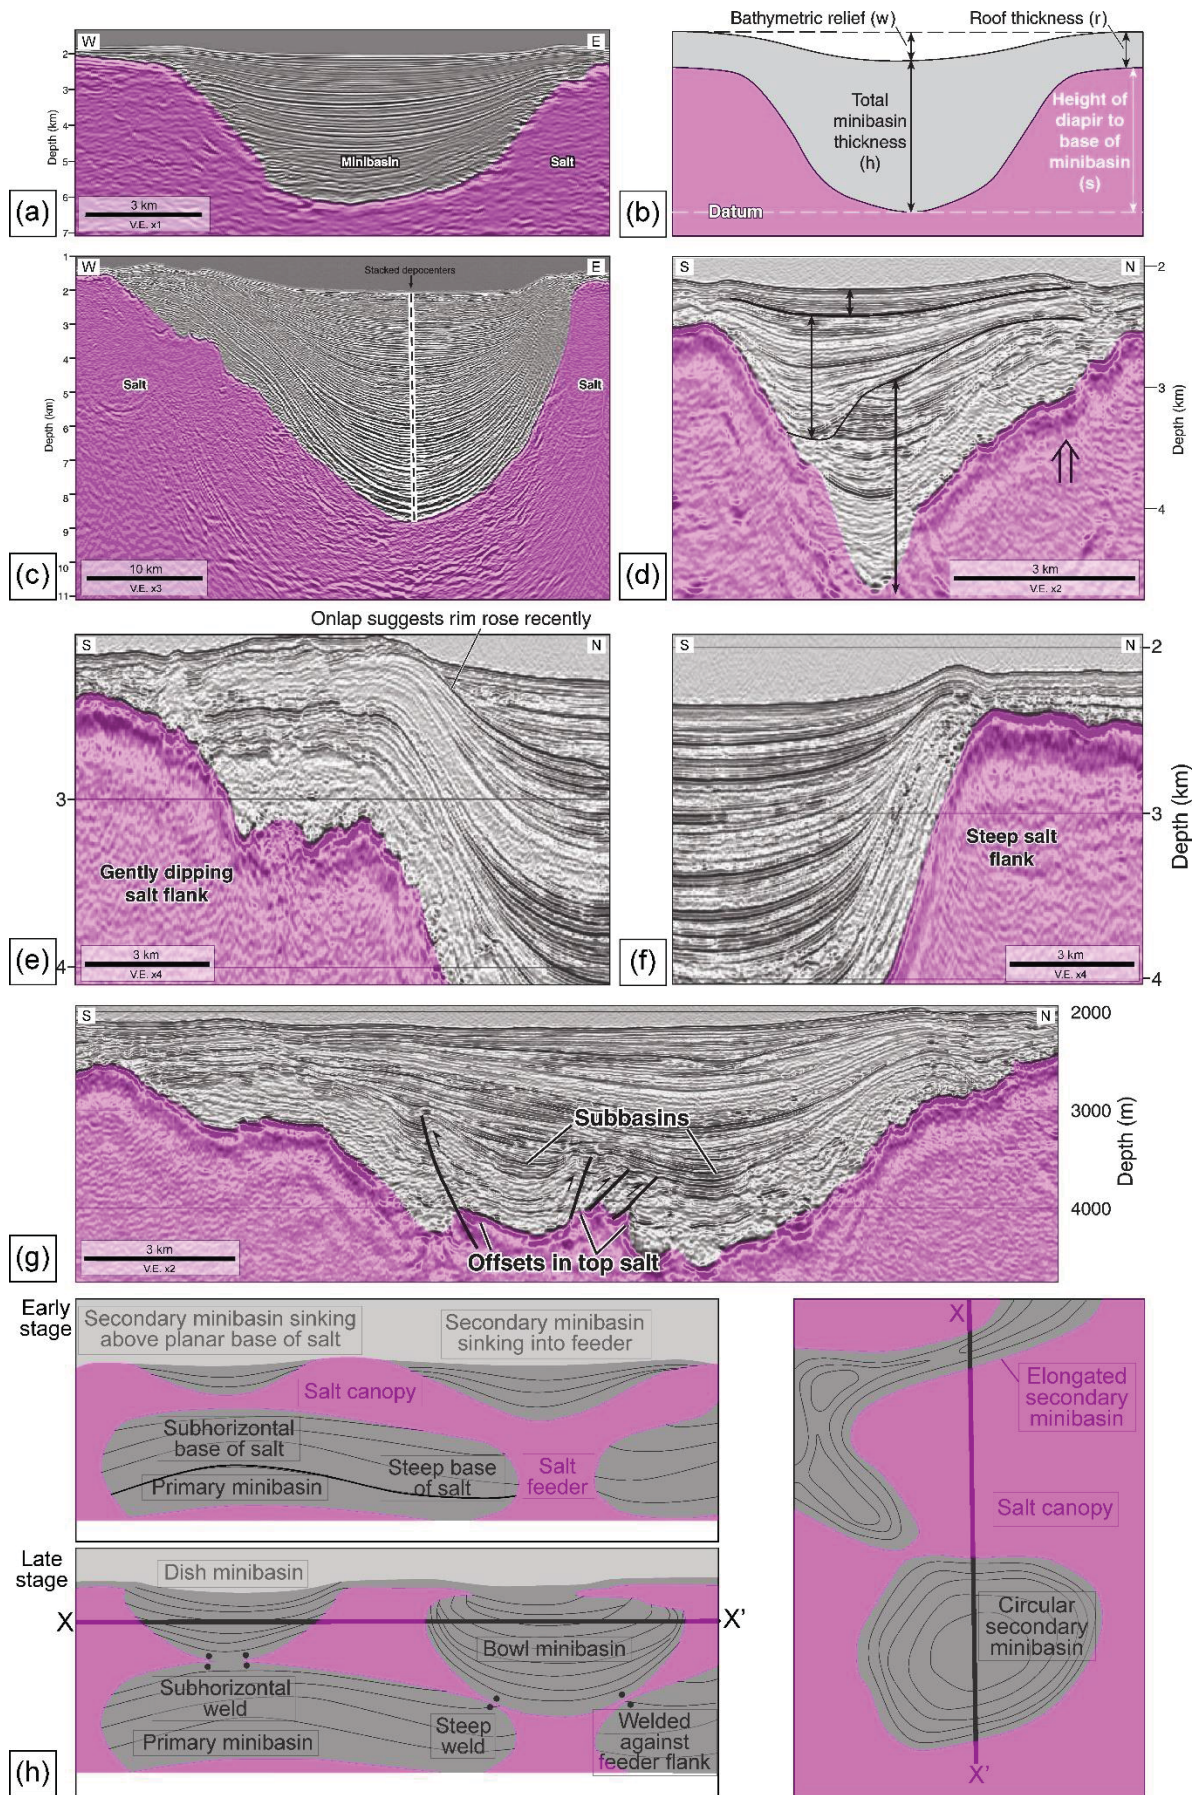 W
E
2
3
4
5
6
7
Depth (km)
Minibasin
Salt
3 km
V.E. x1
(a)
Bathymetric relief (w)
Roof thickness (r)
Total
minibasin
thickness
(h)
Height of
diapir to
base of
minibasin
(s)
Datum
(b)
W
E
Stacked depocenters
1
2
3
4
5
6
7
8
9
10
11
Depth (km)
Salt
Salt
10 km
V.E. x3
(c)
S
N
2
3
4
Depth (km)
3 km
V.E. x2
(d)
Onlap suggests rim rose recently
S
N
3
4
Gently dipping
salt flank
3 km
V.E. x4
(e)
S
N
2
3
4
Depth (km)
Steep salt
flank
3 km
V.E. x4
(f)
S
N
2000
3000
4000
Depth (m)
Subbasins
Offsets in top salt
3 km
V.E. x2
(g)
Early
stage
Secondary minibasin sinking
above planar base of salt
Secondary minibasin
sinking into feeder
Salt canopy
Subhorizontal
base of salt
Primary minibasin
Steep base
of salt
Salt
feeder
Late
stage
Dish minibasin
X
X'
Bowl minibasin
Subhorizontal
weld
Primary minibasin
Steep
weld
Welded
against
feeder flank
(h)
X
Elongated
secondary
minibasin
Salt canopy
Circular
secondary
minibasin
X'